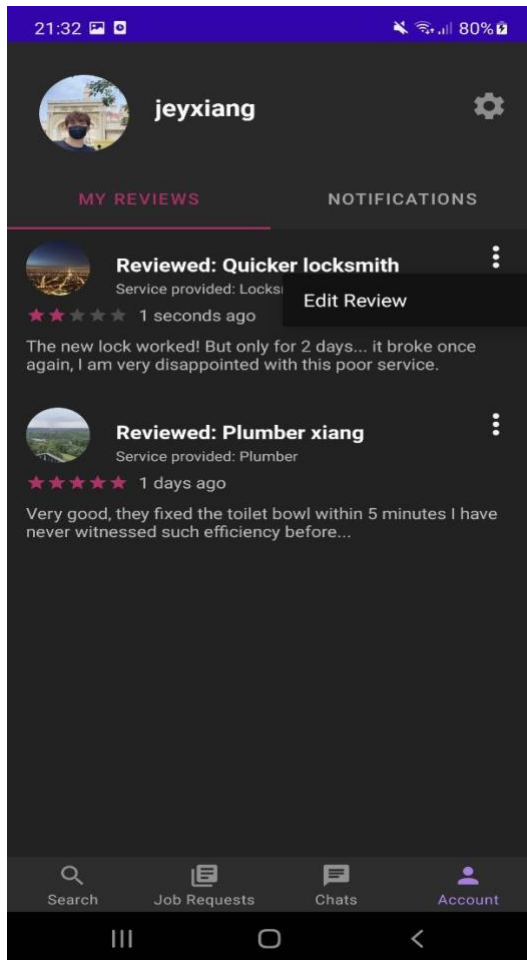 21:32 80%
jeyxiang
MY REVIEWS NOTIFICATIONS
Reviewed: Quicker locksmith
Service provided: Locks
Edit Review
1 seconds ago
The new lock worked! But only for 2 days... it broke once
again, I am very disappointed with this poor service.
Reviewed: Plumber xiang
Service provided: Plumber
1 days ago
Very good, they fixed the toilet bowl within 5 minutes I have
never witnessed such efficiency before...
Search Job Requests Chats Account